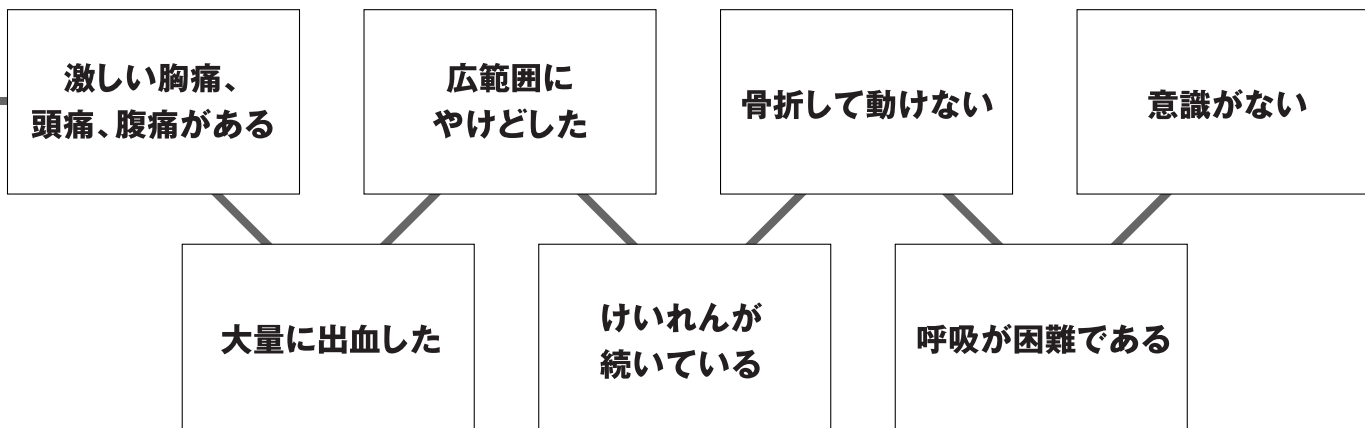 激しい胸痛、
頭痛、腹痛がある
広範囲に
やけどした
骨折して動けない
意識がない
大量に出血した
けいれんが
続いている
呼吸が困難である